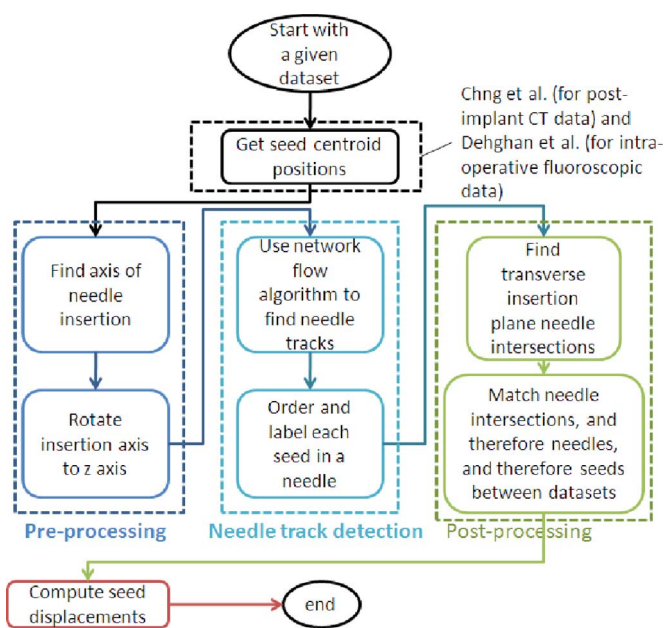 Start with
a given
dataset
Chng et al. (for post-
implant CT data) and
Dehghan et al. (for intra-
operative fluoroscopic
data)
Get seed centroid
positions
Find axis of
needle
insertion
Rotate
insertion axis
to z axis
Pre-processing
Use network
flow
algorithm to
find needle
tracks
Order and
label each
seed in a
needle
Needle track detection
Find
transverse
insertion
plane needle
intersections
Match needle
intersections, and
therefore needles,
and therefore seeds
between datasets
Post-processing
Compute seed
displacements
end